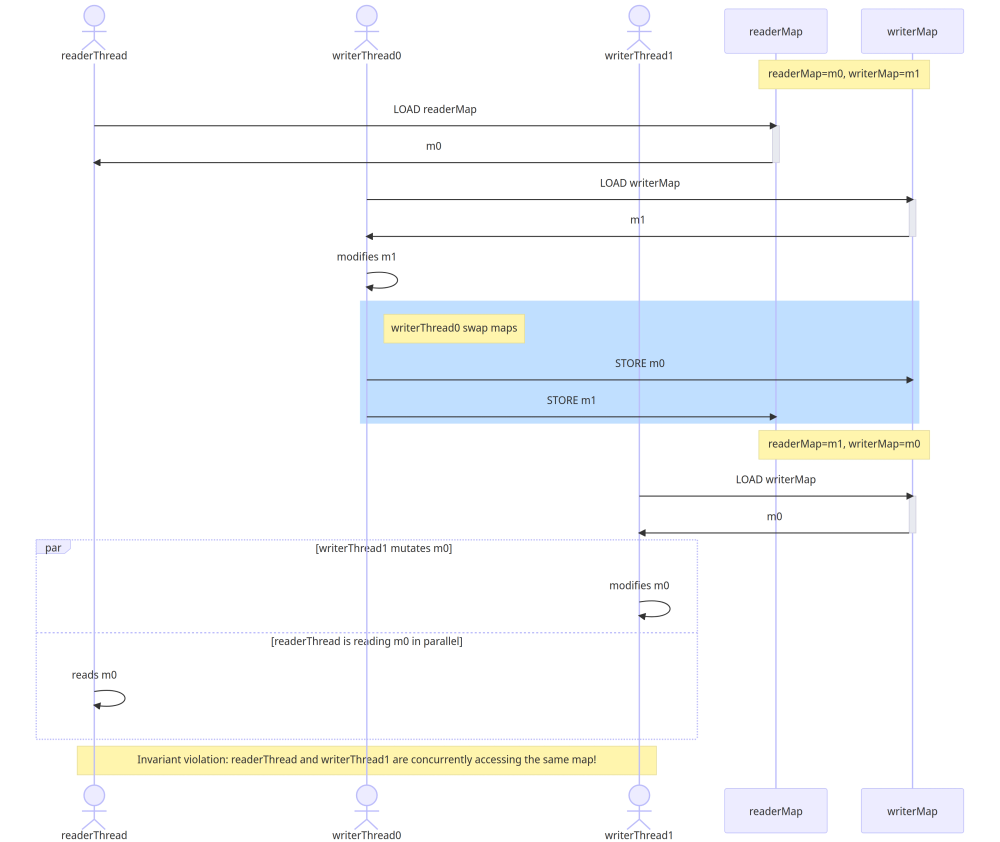 readerThread
writerThread0
writerThread1
readerMap
writerMap
readerMap=m0, writerMap=m1
LOAD readerMap
m0
LOAD writerMap
m1
modifies m1
writerThread0 swap maps
STORE m0
STORE m1
readerMap=m1, writerMap=m0
LOAD writerMap
m0
par
[writerThread1 mutates m0]
modifies m0
[readerThread is reading m0 in parallel]
reads m0
Invariant violation: readerThread and writerThread1 are concurrently accessing the same map!
readerThread
writerThread0
writerThread1
readerMap
writerMap